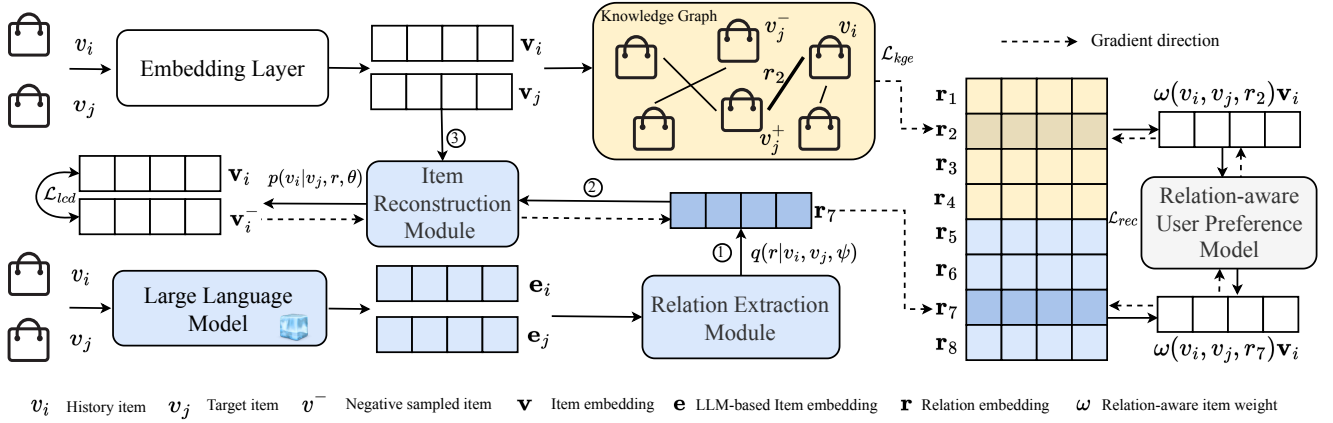 v_i
v_j
Embedding Layer
𝐯_i
𝐯_j
Knowledge Graph
v_j^-
v_i
r_2
v_j^+
ℒ_kge
Gradient direction
𝐫_1
𝐫_2
𝐫_3
𝐫_4
𝐫_5
𝐫_6
𝐫_7
𝐫_8
ω(v_i, v_j, r_2)𝐯_i
Relation-aware
User Preference
Model
ℒ_rec
ω(v_i, v_j, r_7)𝐯_i
③
ℒ_lcd
𝐯_i
𝐯_i^-
p(v_i|v_j, r, θ)
Item
Reconstruction
Module
②
𝐫_7
①
q(r|v_i, v_j, ψ)
v_i
v_j
Large Language
Model
𝐞_i
𝐞_j
Relation Extraction
Module
v_i History item v_j Target item v^- Negative sampled item 𝐯 Item embedding 𝐞 LLM-based Item embedding 𝐫 Relation embedding ω Relation-aware item weight